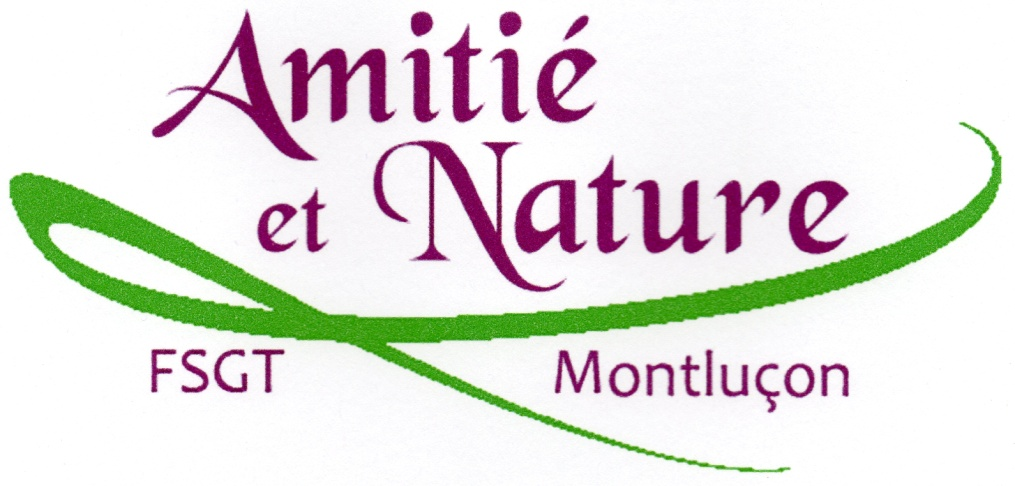 Amitié
et Nature
FSGT Montluçon